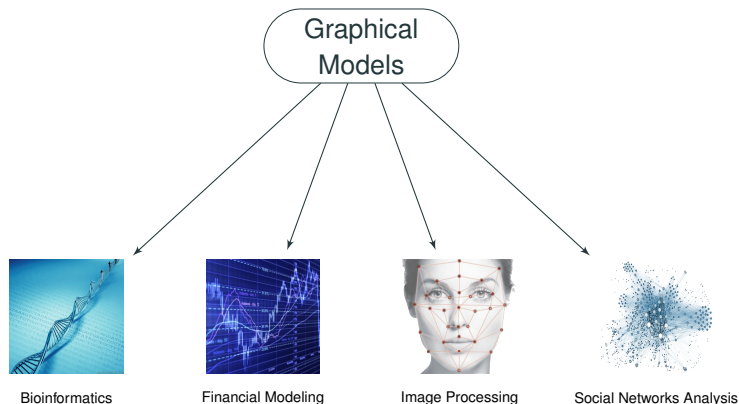 Graphical
Models
Bioinformatics
Financial Modeling
Image Processing
Social Networks Analysis